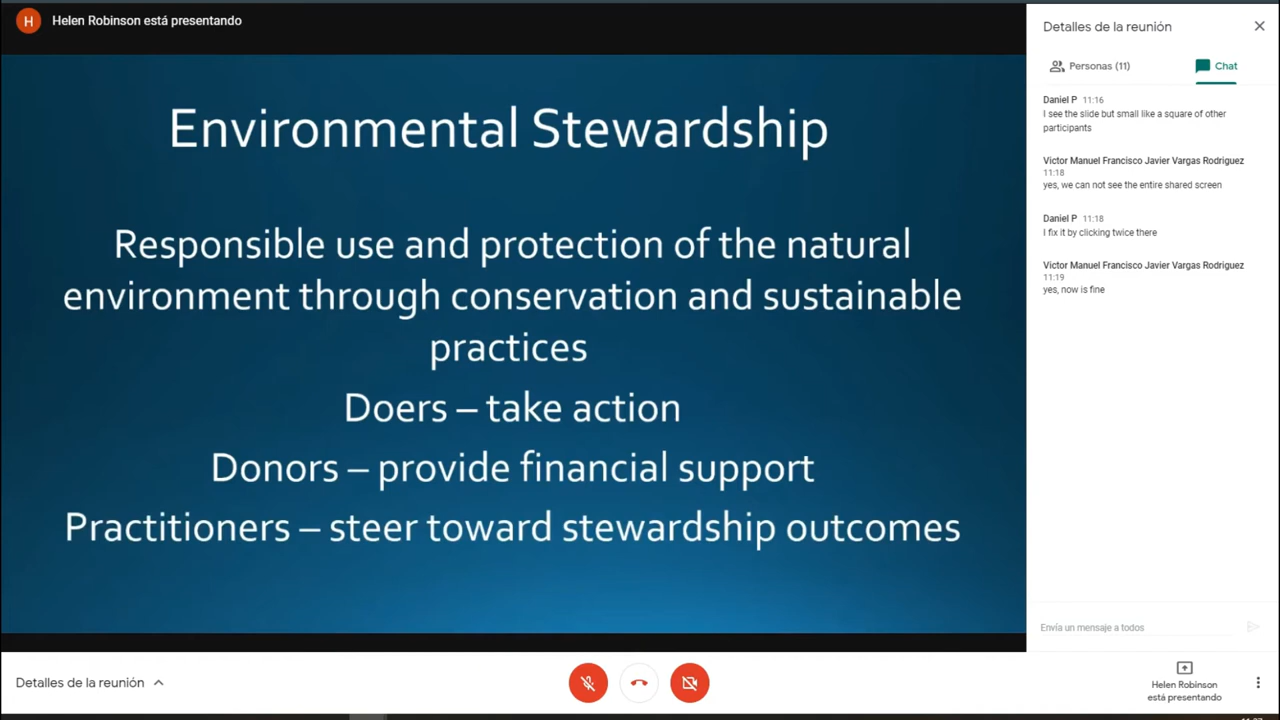 H
Helen Robinson está presentando
Environmental Stewardship
Responsible use and protection of the natural
environment through conservation and sustainable
practices
Doers – take action
Donors – provide financial support
Practitioners – steer toward stewardship outcomes
Detalles de la reunión
Personas (11)
Chat
Daniel P 11:16
I see the slide but small like a square of other
participants
Victor Manuel Francisco Javier Vargas Rodriguez
11:18
yes, we can not see the entire shared screen
Daniel P 11:18
I fix it by clicking twice there
Victor Manuel Francisco Javier Vargas Rodriguez
11:19
yes, now is fine
Envía un mensaje a todos
Detalles de la reunión
Helen Robinson
está presentando